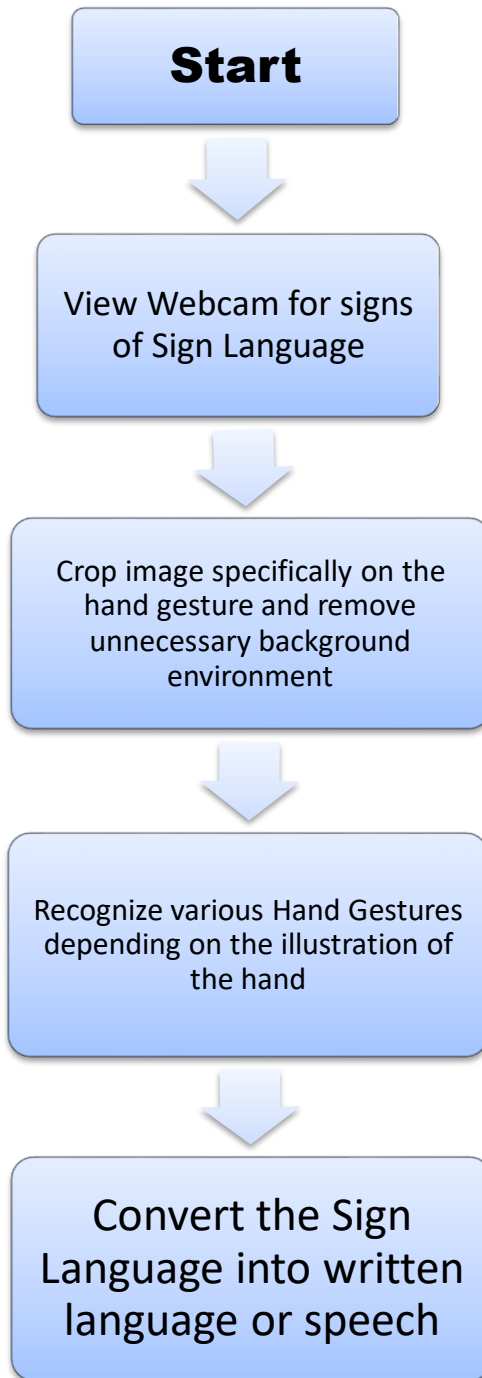 Start
View Webcam for signs
of Sign Language
Crop image specifically on the
hand gesture and remove
unnecessary background
environment
Recognize various Hand Gestures
depending on the illustration of
the hand
Convert the Sign
Language into written
language or speech